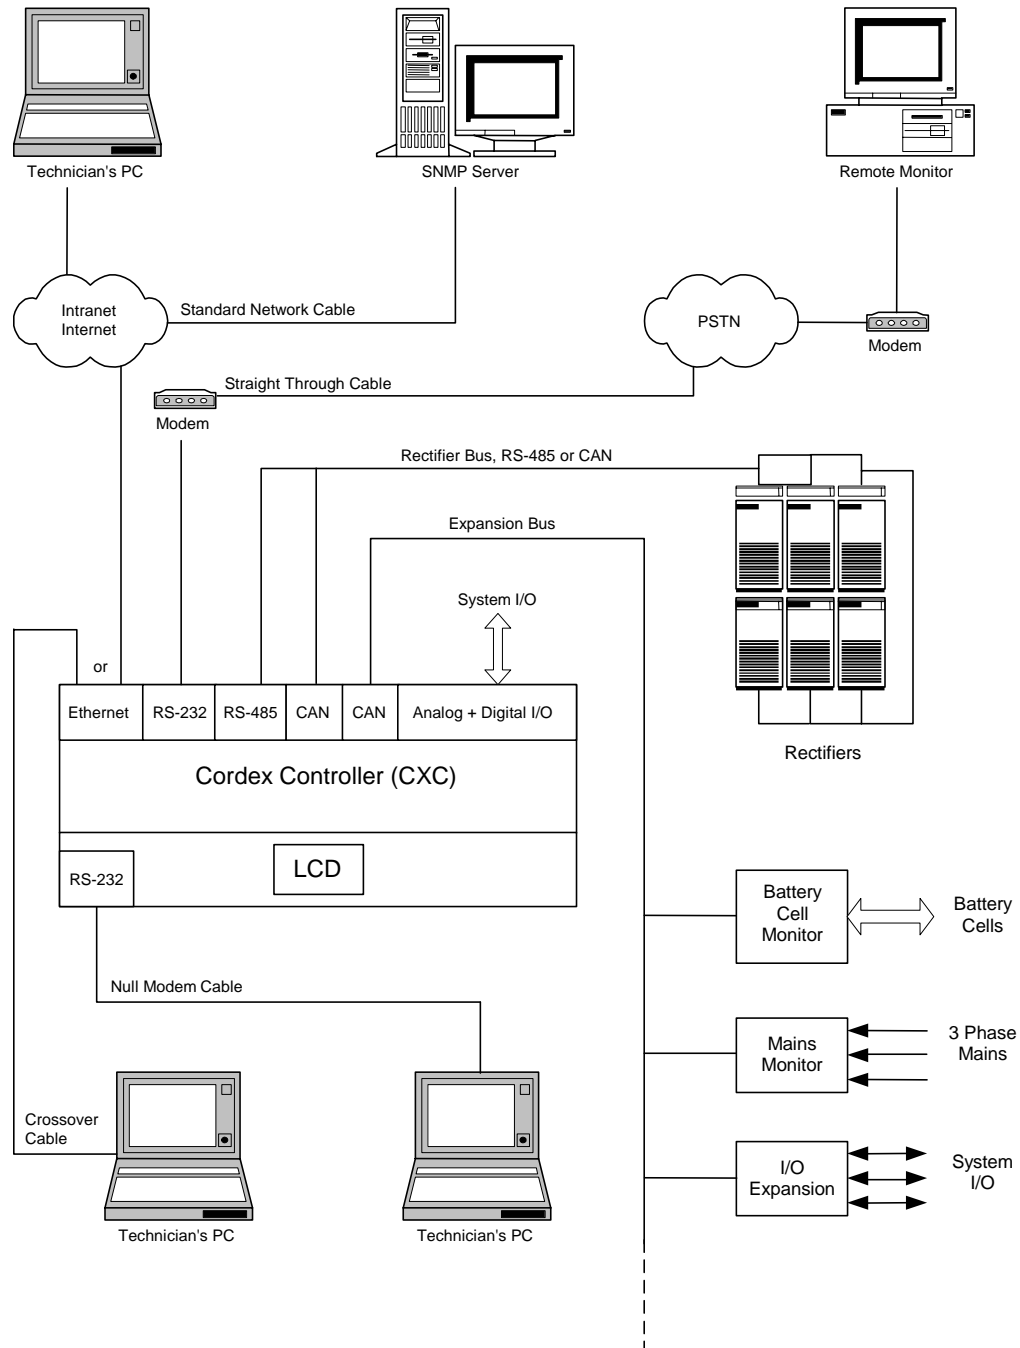 Technician's PC
SNMP Server
Remote Monitor
Intranet
Internet
Standard Network Cable
PSTN
Modem
Straight Through Cable
Modem
Rectifier Bus, RS-485 or CAN
Expansion Bus
System I/O
or
Ethernet
RS-232
RS-485
CAN
CAN
Analog + Digital I/O
Rectifiers
Cordex Controller (CXC)
LCD
RS-232
Battery
Cell
Monitor
Battery
Cells
Null Modem Cable
Mains
Monitor
3 Phase
Mains
Crossover
Cable
I/O
Expansion
System
I/O
Technician's PC
Technician's PC